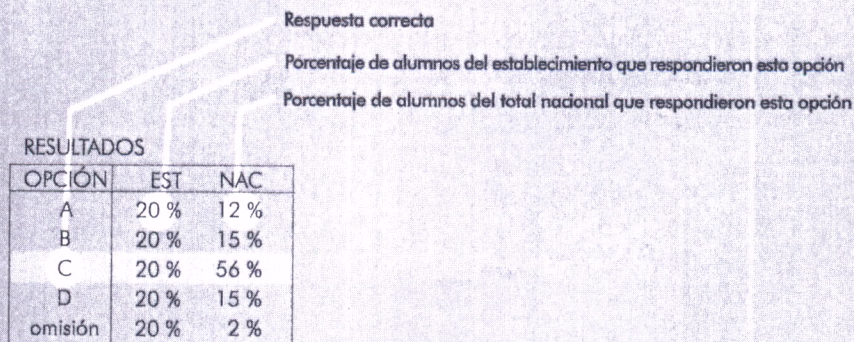 Respuesta correcta
Porcentaje de alumnos del establecimiento que respondieron esta opción
Porcentaje de alumnos del total nacional que respondieron esta opción
RESULTADOS
OPCIÓN EST NAC
A 20 % 12 %
B 20 % 15 %
C 20 % 56 %
D 20 % 15 %
omisión 20 % 2 %